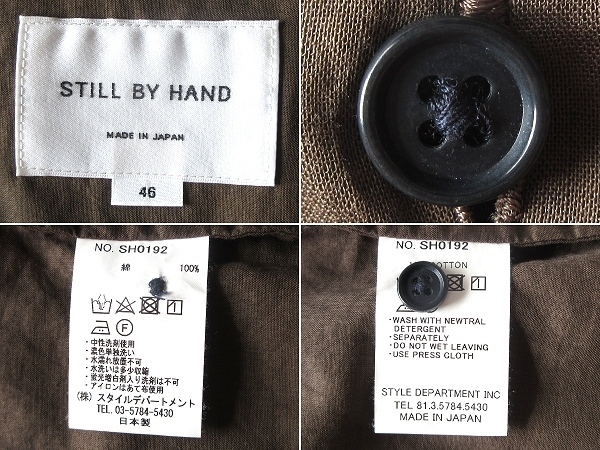 STILL BY HAND
MADE IN JAPAN
46
NO. SH0192
綿 100%
・中性洗剤使用
・濃色単独洗い
・水濡れ放置不可
・水洗いは多少収縮
・蛍光増白剤入り洗剤は不可
・アイロンはあて布使用
(株) スタイルデパートメント
TEL. 03-5784-5430
日本製
NO. SH0192
COTTON
・WASH WITH NEWTRAL
DETERGENT
・SEPARATELY
・DO NOT WET LEAVING
・USE PRESS CLOTH
STYLE DEPARTMENT INC
TEL 81.3.5784.5430
MADE IN JAPAN